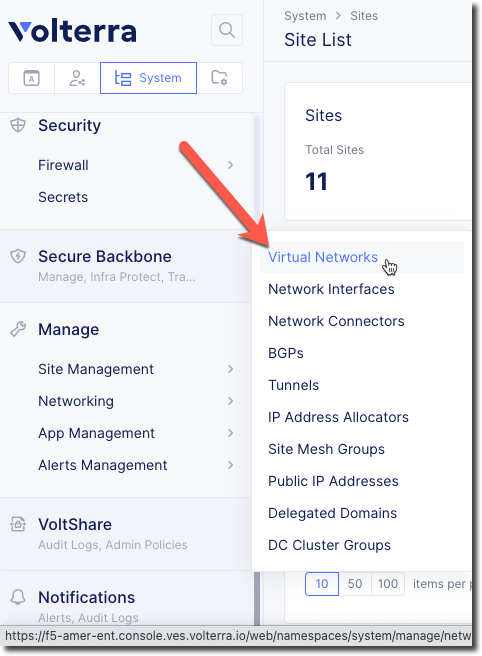 Volterra
System > Sites
Site List
A
System
Security
Firewall
Secrets
Secure Backbone
Manage, Infra Protect, Tra...
Manage
Site Management
Networking
App Management
Alerts Management
VoltShare
Audit Logs, Admin Policies
Notifications
Alerts, Audit Logs
Sites
Total Sites
11
Virtual Networks
Network Interfaces
Network Connectors
BGPs
Tunnels
IP Address Allocators
Site Mesh Groups
Public IP Addresses
Delegated Domains
DC Cluster Groups
10 50 100 items per p
https://f5-amer-ent.console.ves.volterra.io/web/namespaces/system/manage/netw